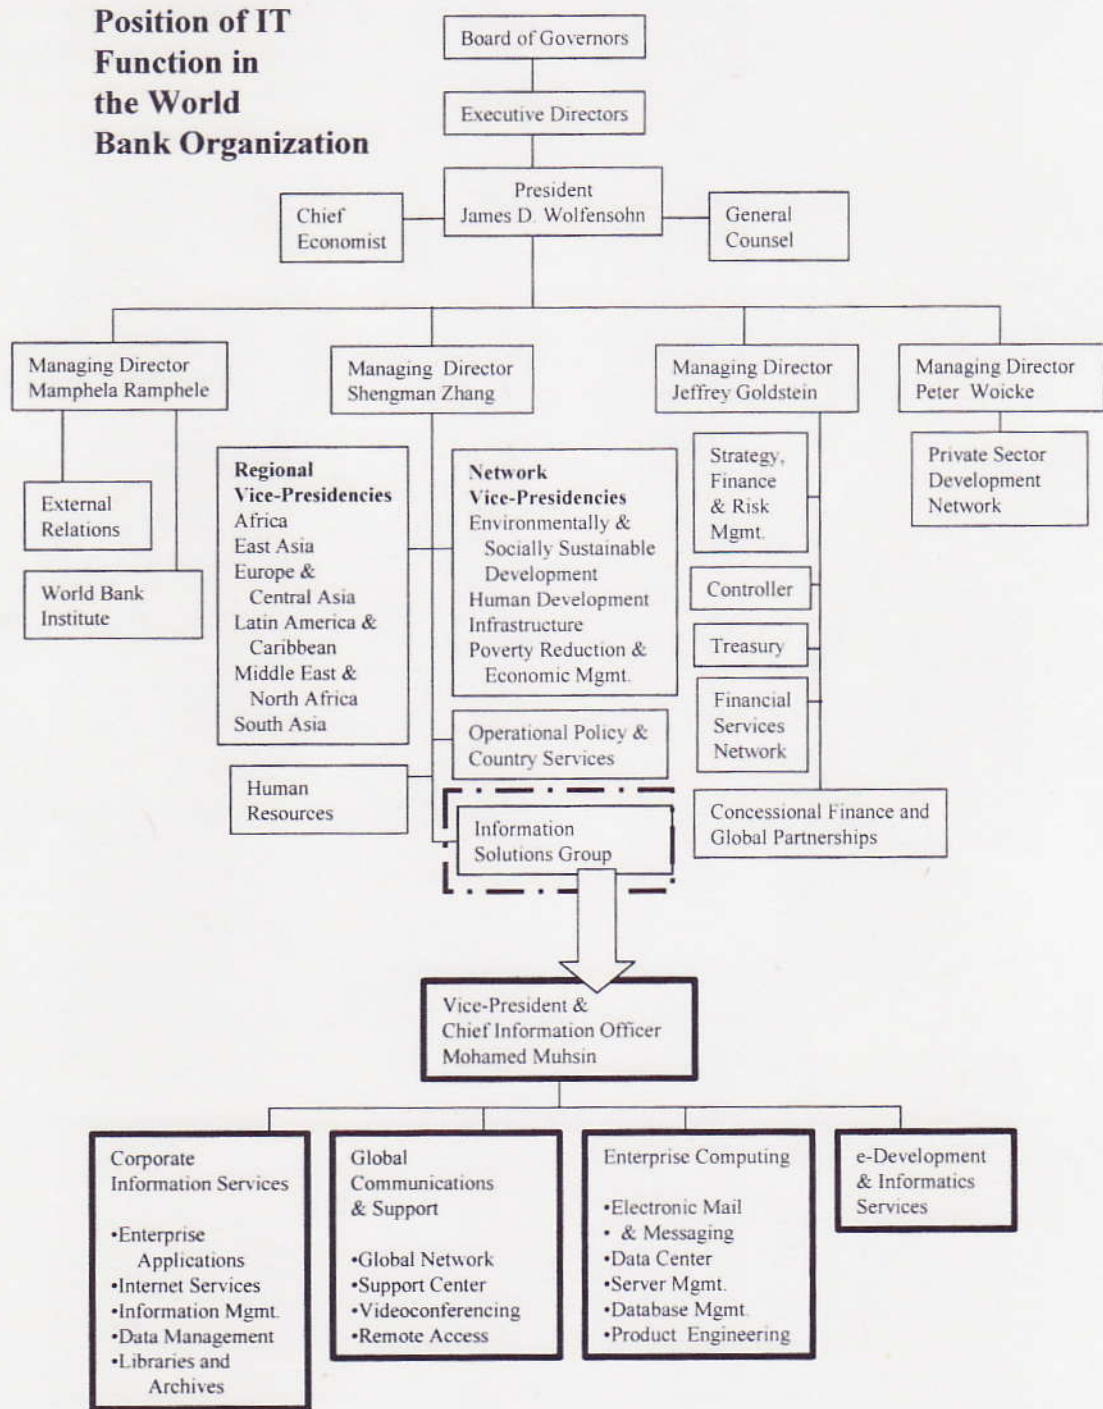 Position of IT
Function in
the World
Bank Organization
Board of Governors
Executive Directors
President
James D. Wolfensohn
Chief
Economist
General
Counsel
Managing Director
Mamphela Ramphele
Managing Director
Shengman Zhang
Managing Director
Jeffrey Goldstein
Managing Director
Peter Woicke
External
Relations
World Bank
Institute
Regional
Vice-Presidencies
Africa
East Asia
Europe &
Central Asia
Latin America &
Caribbean
Middle East &
North Africa
South Asia
Human
Resources
Network
Vice-Presidencies
Environmentally &
Socially Sustainable
Development
Human Development
Infrastructure
Poverty Reduction &
Economic Mgmt.
Operational Policy &
Country Services
Information
Solutions Group
Strategy,
Finance
& Risk
Mgmt.
Controller
Treasury
Financial
Services
Network
Concessional Finance and
Global Partnerships
Private Sector
Development
Network
Vice-President &
Chief Information Officer
Mohamed Muhsin
Corporate
Information Services
•Enterprise
Applications
•Internet Services
•Information Mgmt.
•Data Management
•Libraries and
Archives
Global
Communications
& Support
•Global Network
•Support Center
•Videoconferencing
•Remote Access
Enterprise Computing
•Electronic Mail
• & Messaging
•Data Center
•Server Mgmt.
•Database Mgmt.
•Product Engineering
e-Development
& Informatics
Services